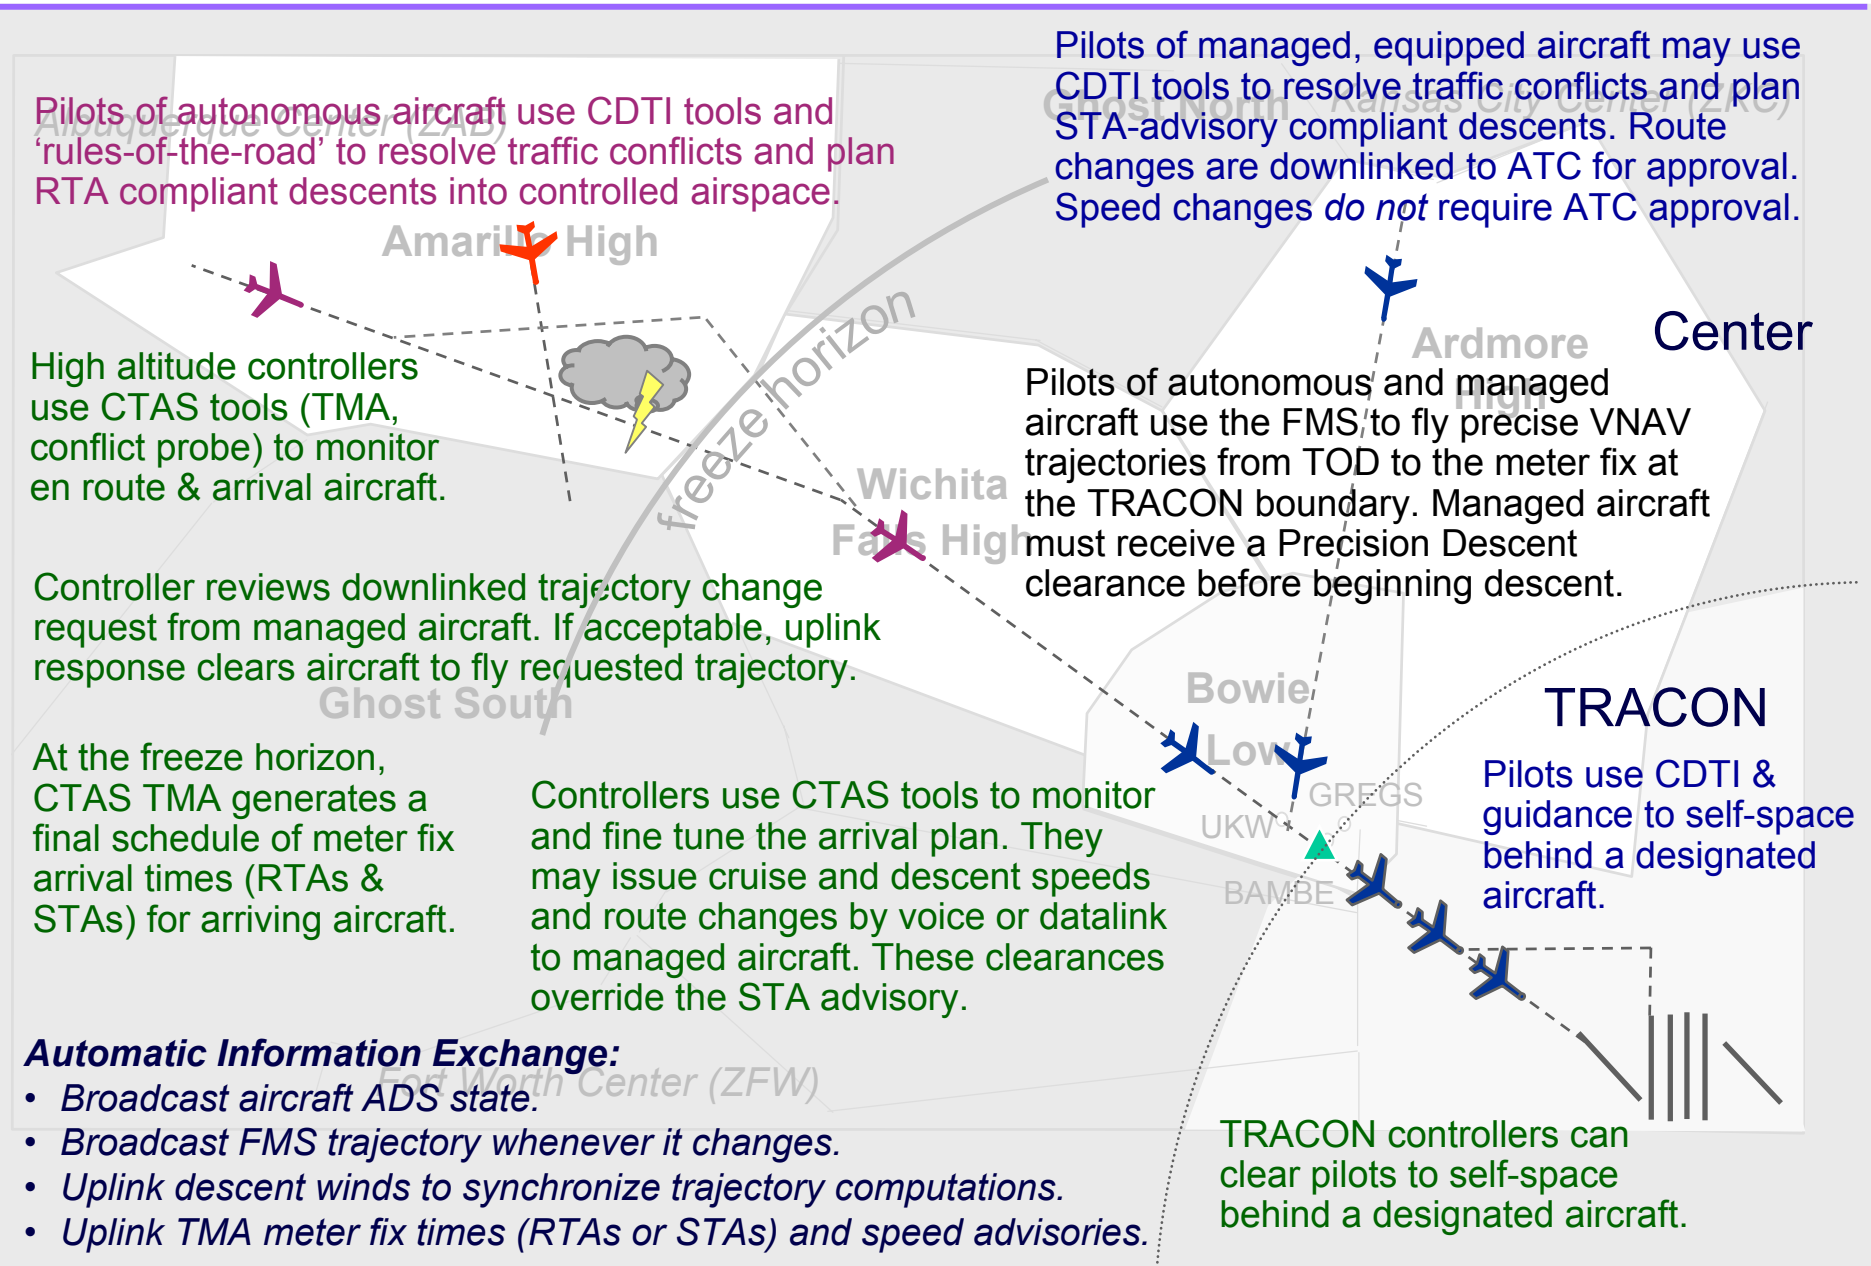 Pilots of managed, equipped aircraft may use
CDTI tools to resolve traffic conflicts and plan
STA-advisory compliant descents. Route
changes are downlinked to ATC for approval.
Speed changes do not require ATC approval.
Ghost North
Kansas City Center (ZKC)
Pilots of autonomous aircraft use CDTI tools and
‘rules-of-the-road’ to resolve traffic conflicts and plan
RTA compliant descents into controlled airspace.
Albuquerque Center (ZAB)
Amarillo High
freeze horizon
Ardmore
High
Center
High altitude controllers
use CTAS tools (TMA,
conflict probe) to monitor
en route & arrival aircraft.
Pilots of autonomous and managed
aircraft use the FMS to fly precise VNAV
trajectories from TOD to the meter fix at
the TRACON boundary. Managed aircraft
must receive a Precision Descent
clearance before beginning descent.
Wichita
Falls High
Controller reviews downlinked trajectory change
request from managed aircraft. If acceptable, uplink
response clears aircraft to fly requested trajectory.
Ghost South
Bowie
Low
TRACON
Pilots use CDTI &
guidance to self-space
behind a designated
aircraft.
GREGS
UKW
BAMBE
At the freeze horizon,
CTAS TMA generates a
final schedule of meter fix
arrival times (RTAs &
STAs) for arriving aircraft.
Controllers use CTAS tools to monitor
and fine tune the arrival plan. They
may issue cruise and descent speeds
and route changes by voice or datalink
to managed aircraft. These clearances
override the STA advisory.
Automatic Information Exchange:
• Broadcast aircraft ADS state.
• Broadcast FMS trajectory whenever it changes.
• Uplink descent winds to synchronize trajectory computations.
• Uplink TMA meter fix times (RTAs or STAs) and speed advisories.
Fort Worth Center (ZFW)
TRACON controllers can
clear pilots to self-space
behind a designated aircraft.